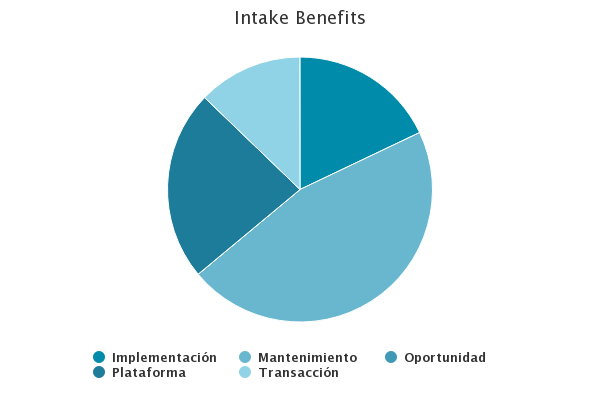 Intake Benefits
Implementación Mantenimiento Oportunidad
Plataforma Transacción